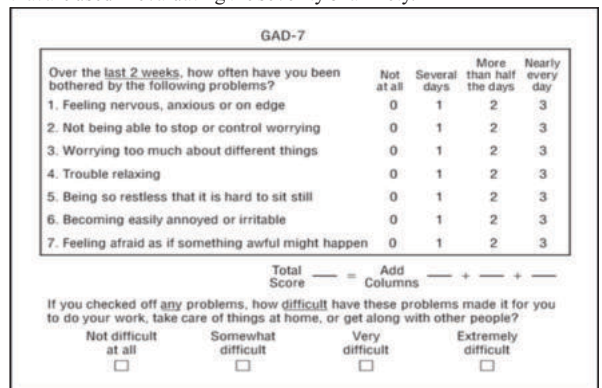 GAD-7
Over the last 2 weeks, how often have you been bothered by the following problems?
Not at all
Several days
More than half the days
Nearly every day
1. Feeling nervous, anxious or on edge 0 1 2 3
2. Not being able to stop or control worrying 0 1 2 3
3. Worrying too much about different things 0 1 2 3
4. Trouble relaxing 0 1 2 3
5. Being so restless that it is hard to sit still 0 1 2 3
6. Becoming easily annoyed or irritable 0 1 2 3
7. Feeling afraid as if something awful might happen 0 1 2 3
Total Score ___ = Add Columns ___ + ___ + ___
If you checked off any problems, how difficult have these problems made it for you
to do your work, take care of things at home, or get along with other people?
Not difficult at all
Somewhat difficult
Very difficult
Extremely difficult